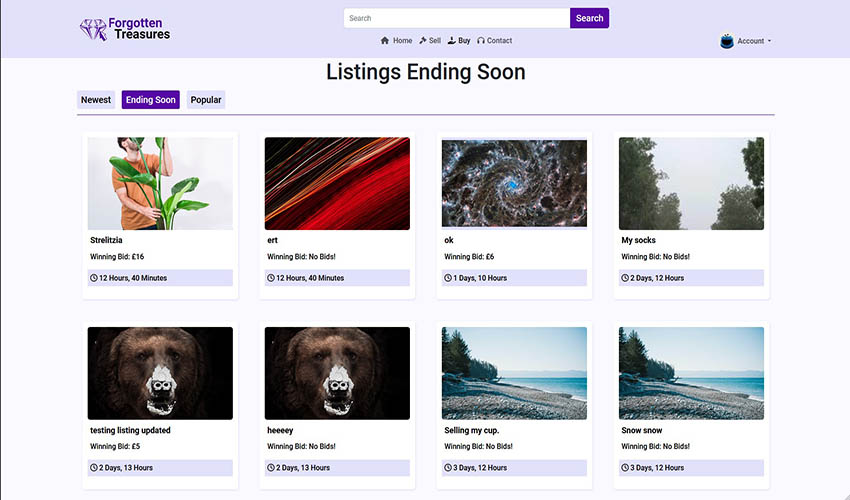 Forgotten
Treasures
Search
Search
Home
Sell
Buy
Contact
Account
Listings Ending Soon
Newest
Ending Soon
Popular
Strelitzia
Winning Bid: £16
12 Hours, 40 Minutes
ert
Winning Bid: No Bids!
12 Hours, 40 Minutes
ok
Winning Bid: £6
1 Days, 10 Hours
My socks
Winning Bid: No Bids!
2 Days, 12 Hours
testing listing updated
Winning Bid: £5
2 Days, 13 Hours
heeeey
Winning Bid: No Bids!
2 Days, 13 Hours
Selling my cup.
Winning Bid: No Bids!
3 Days, 12 Hours
Snow snow
Winning Bid: No Bids!
3 Days, 12 Hours